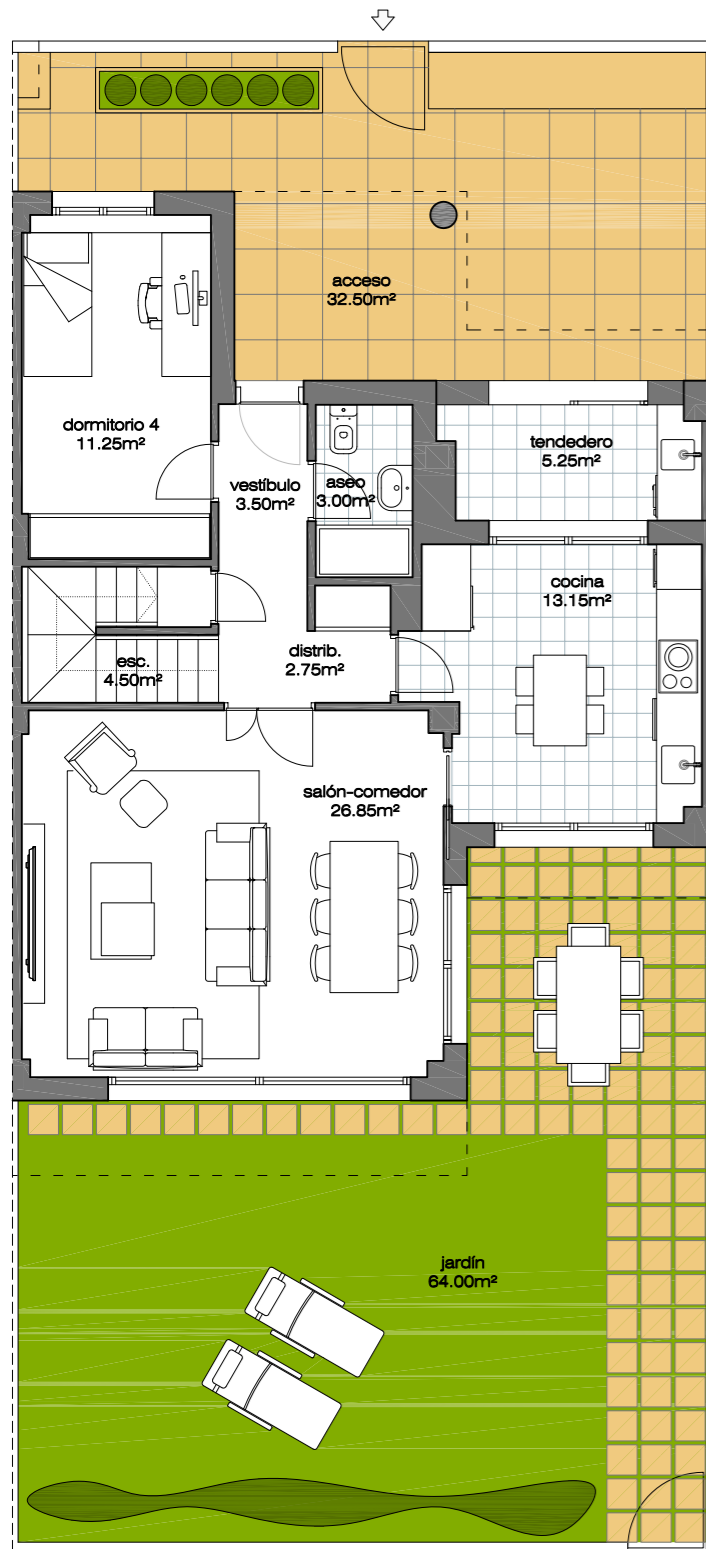 acceso
32.50m²
dormitorio 4
11.25m²
tendedero
5.25m²
vestíbulo
3.50m²
aseo
3.00m²
cocina
13.15m²
esc.
4.50m²
distrib.
2.75m²
salón-comedor
26.85m²
jardín
64.00m²